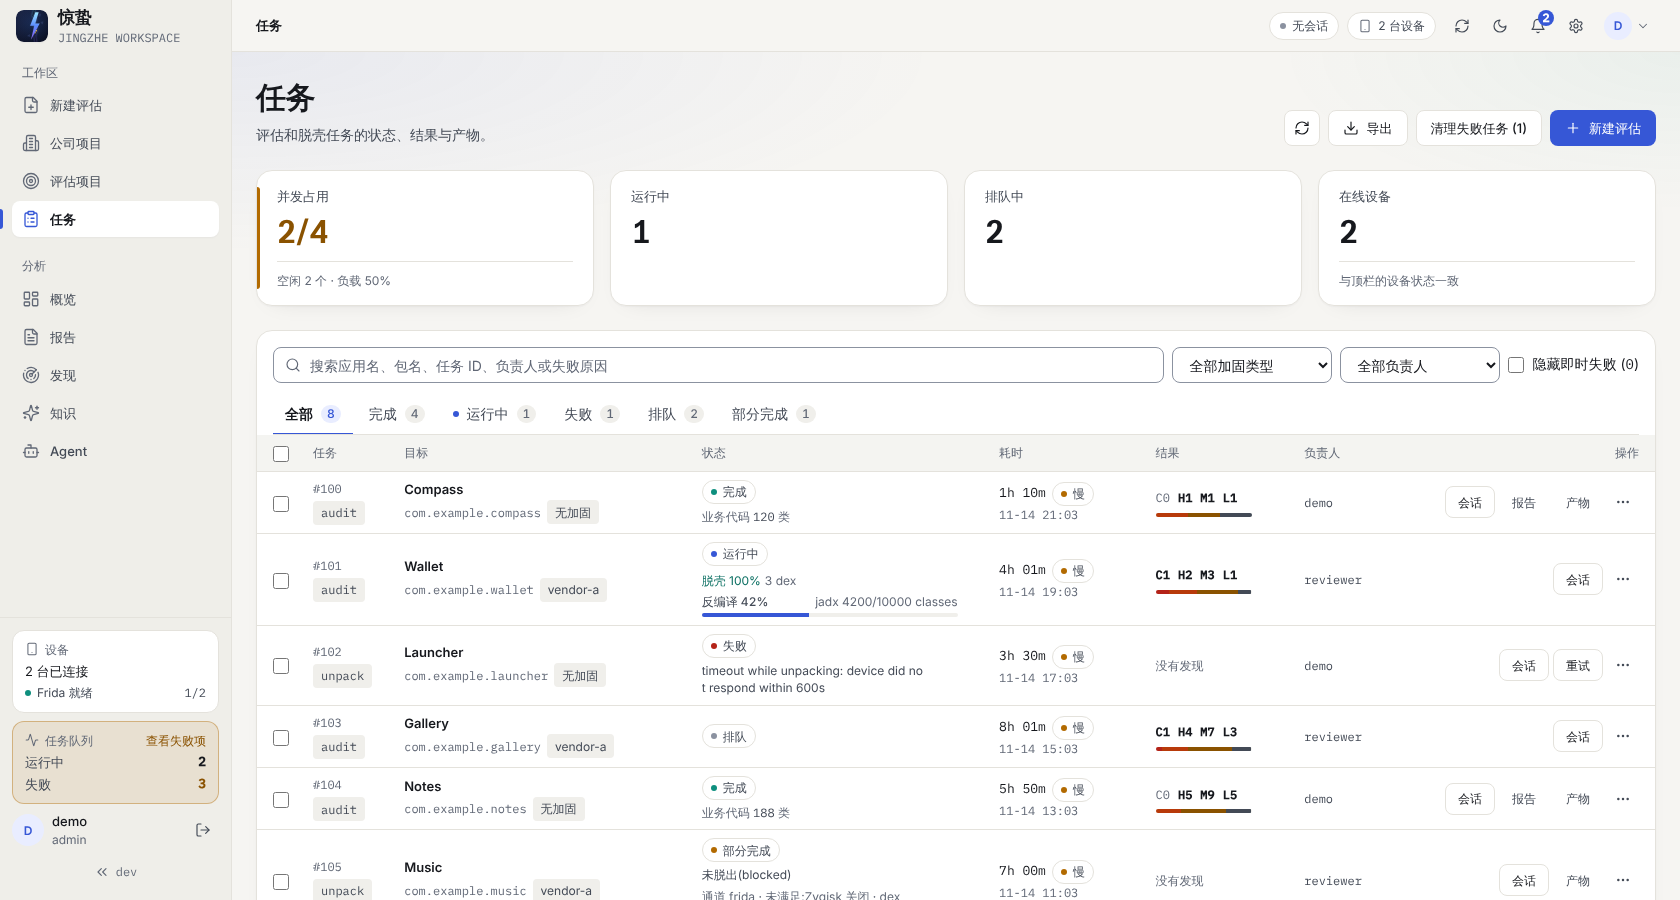 惊蛰
JINGZHE WORKSPACE
工作区
新建评估
公司项目
评估项目
任务
分析
概览
报告
发现
知识
Agent
设备
2 台已连接
Frida 就绪 1/2
任务队列 查看失败项
运行中 2
失败 3
D demo
admin
dev
任务
无会话
2 台设备
2
D
任务
评估和脱壳任务的状态、结果与产物。
导出
清理失败任务 (1)
新建评估
并发占用
2/4
空闲 2 个 · 负载 50%
运行中
1
排队中
2
在线设备
2
与顶栏的设备状态一致
搜索应用名、包名、任务 ID、负责人或失败原因
全部加固类型
全部负责人
隐藏即时失败 (0)
全部 8 完成 4 运行中 1 失败 1 排队 2 部分完成 1
任务 目标 状态 耗时 结果 负责人 操作
#100 Compass 完成 1h 10m 慢 C0 H1 M1 L1 demo 会话 报告 产物
audit com.example.compass 无加固 业务代码 120 类 11-14 21:03
#101 Wallet 运行中 4h 01m 慢 C1 H2 M3 L1 reviewer 会话
audit com.example.wallet vendor-a 脱壳 100% 3 dex 11-14 19:03
反编译 42% jadx 4200/10000 classes
#102 Launcher 失败 3h 30m 慢 没有发现 demo 会话 重试
unpack com.example.launcher 无加固 timeout while unpacking: device did no 11-14 17:03
t respond within 600s
#103 Gallery 排队 8h 01m 慢 C1 H4 M7 L3 reviewer 会话
audit com.example.gallery vendor-a 11-14 15:03
#104 Notes 完成 5h 50m 慢 C0 H5 M9 L5 demo 会话 报告 产物
audit com.example.notes 无加固 业务代码 188 类 11-14 13:03
#105 Music 部分完成 7h 00m 慢 没有发现 reviewer 会话 产物
unpack com.example.music vendor-a 未脱出(blocked) 11-14 11:03
通道 frida · 未满足:Zygisk 关闭 · dex